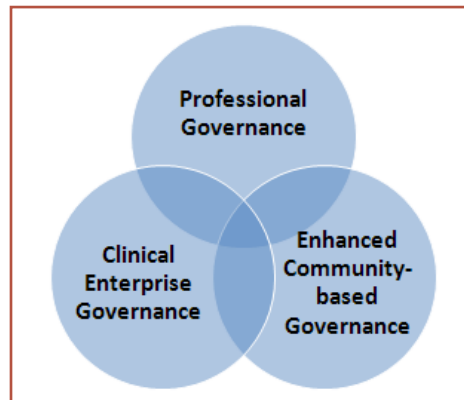 Professional
Governance
Clinical
Enterprise
Governance
Enhanced
Community-
based
Governance